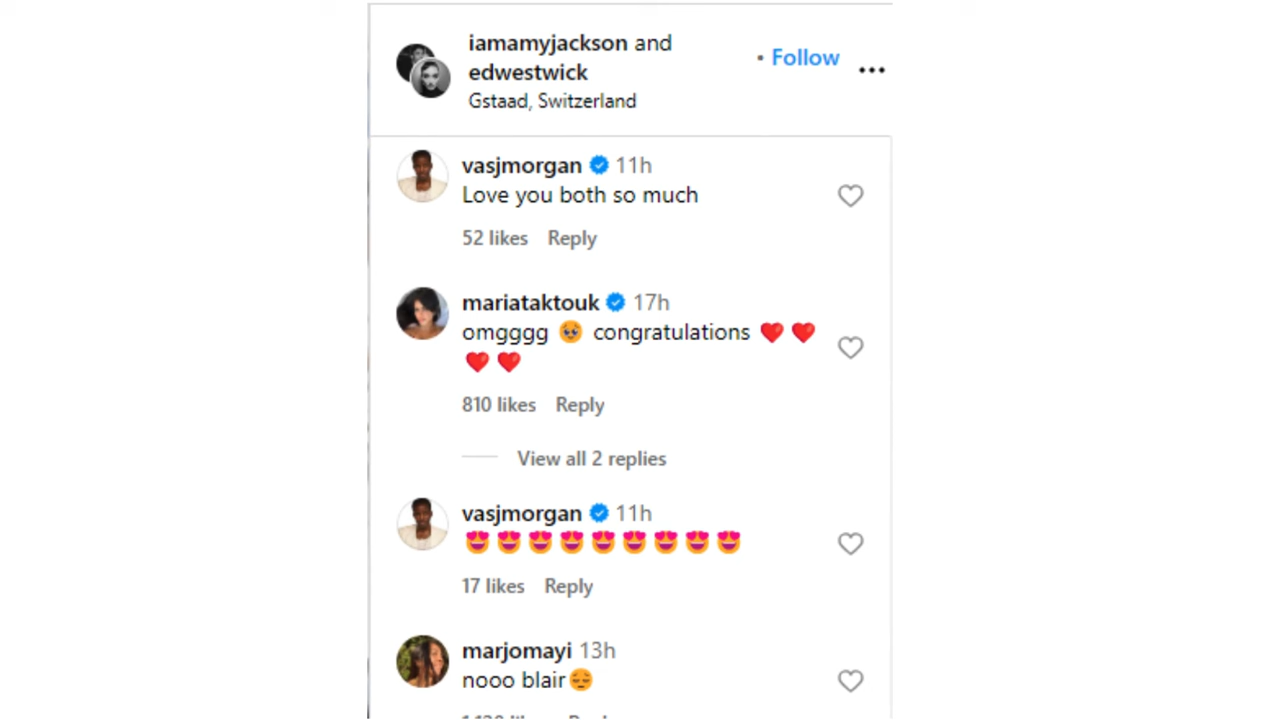 iamamyjackson and
edwestwick
• Follow
•••
Gstaad, Switzerland
vasjmorgan 11h
Love you both so much
52 likes Reply
mariataktouk 17h
omgggg 🥹 congratulations ♥️♥️
♥️♥️
810 likes Reply
View all 2 replies
vasjmorgan 11h
😍😍😍😍😍😍😍😍😍
17 likes Reply
marjomayi 13h
nooo blair😔